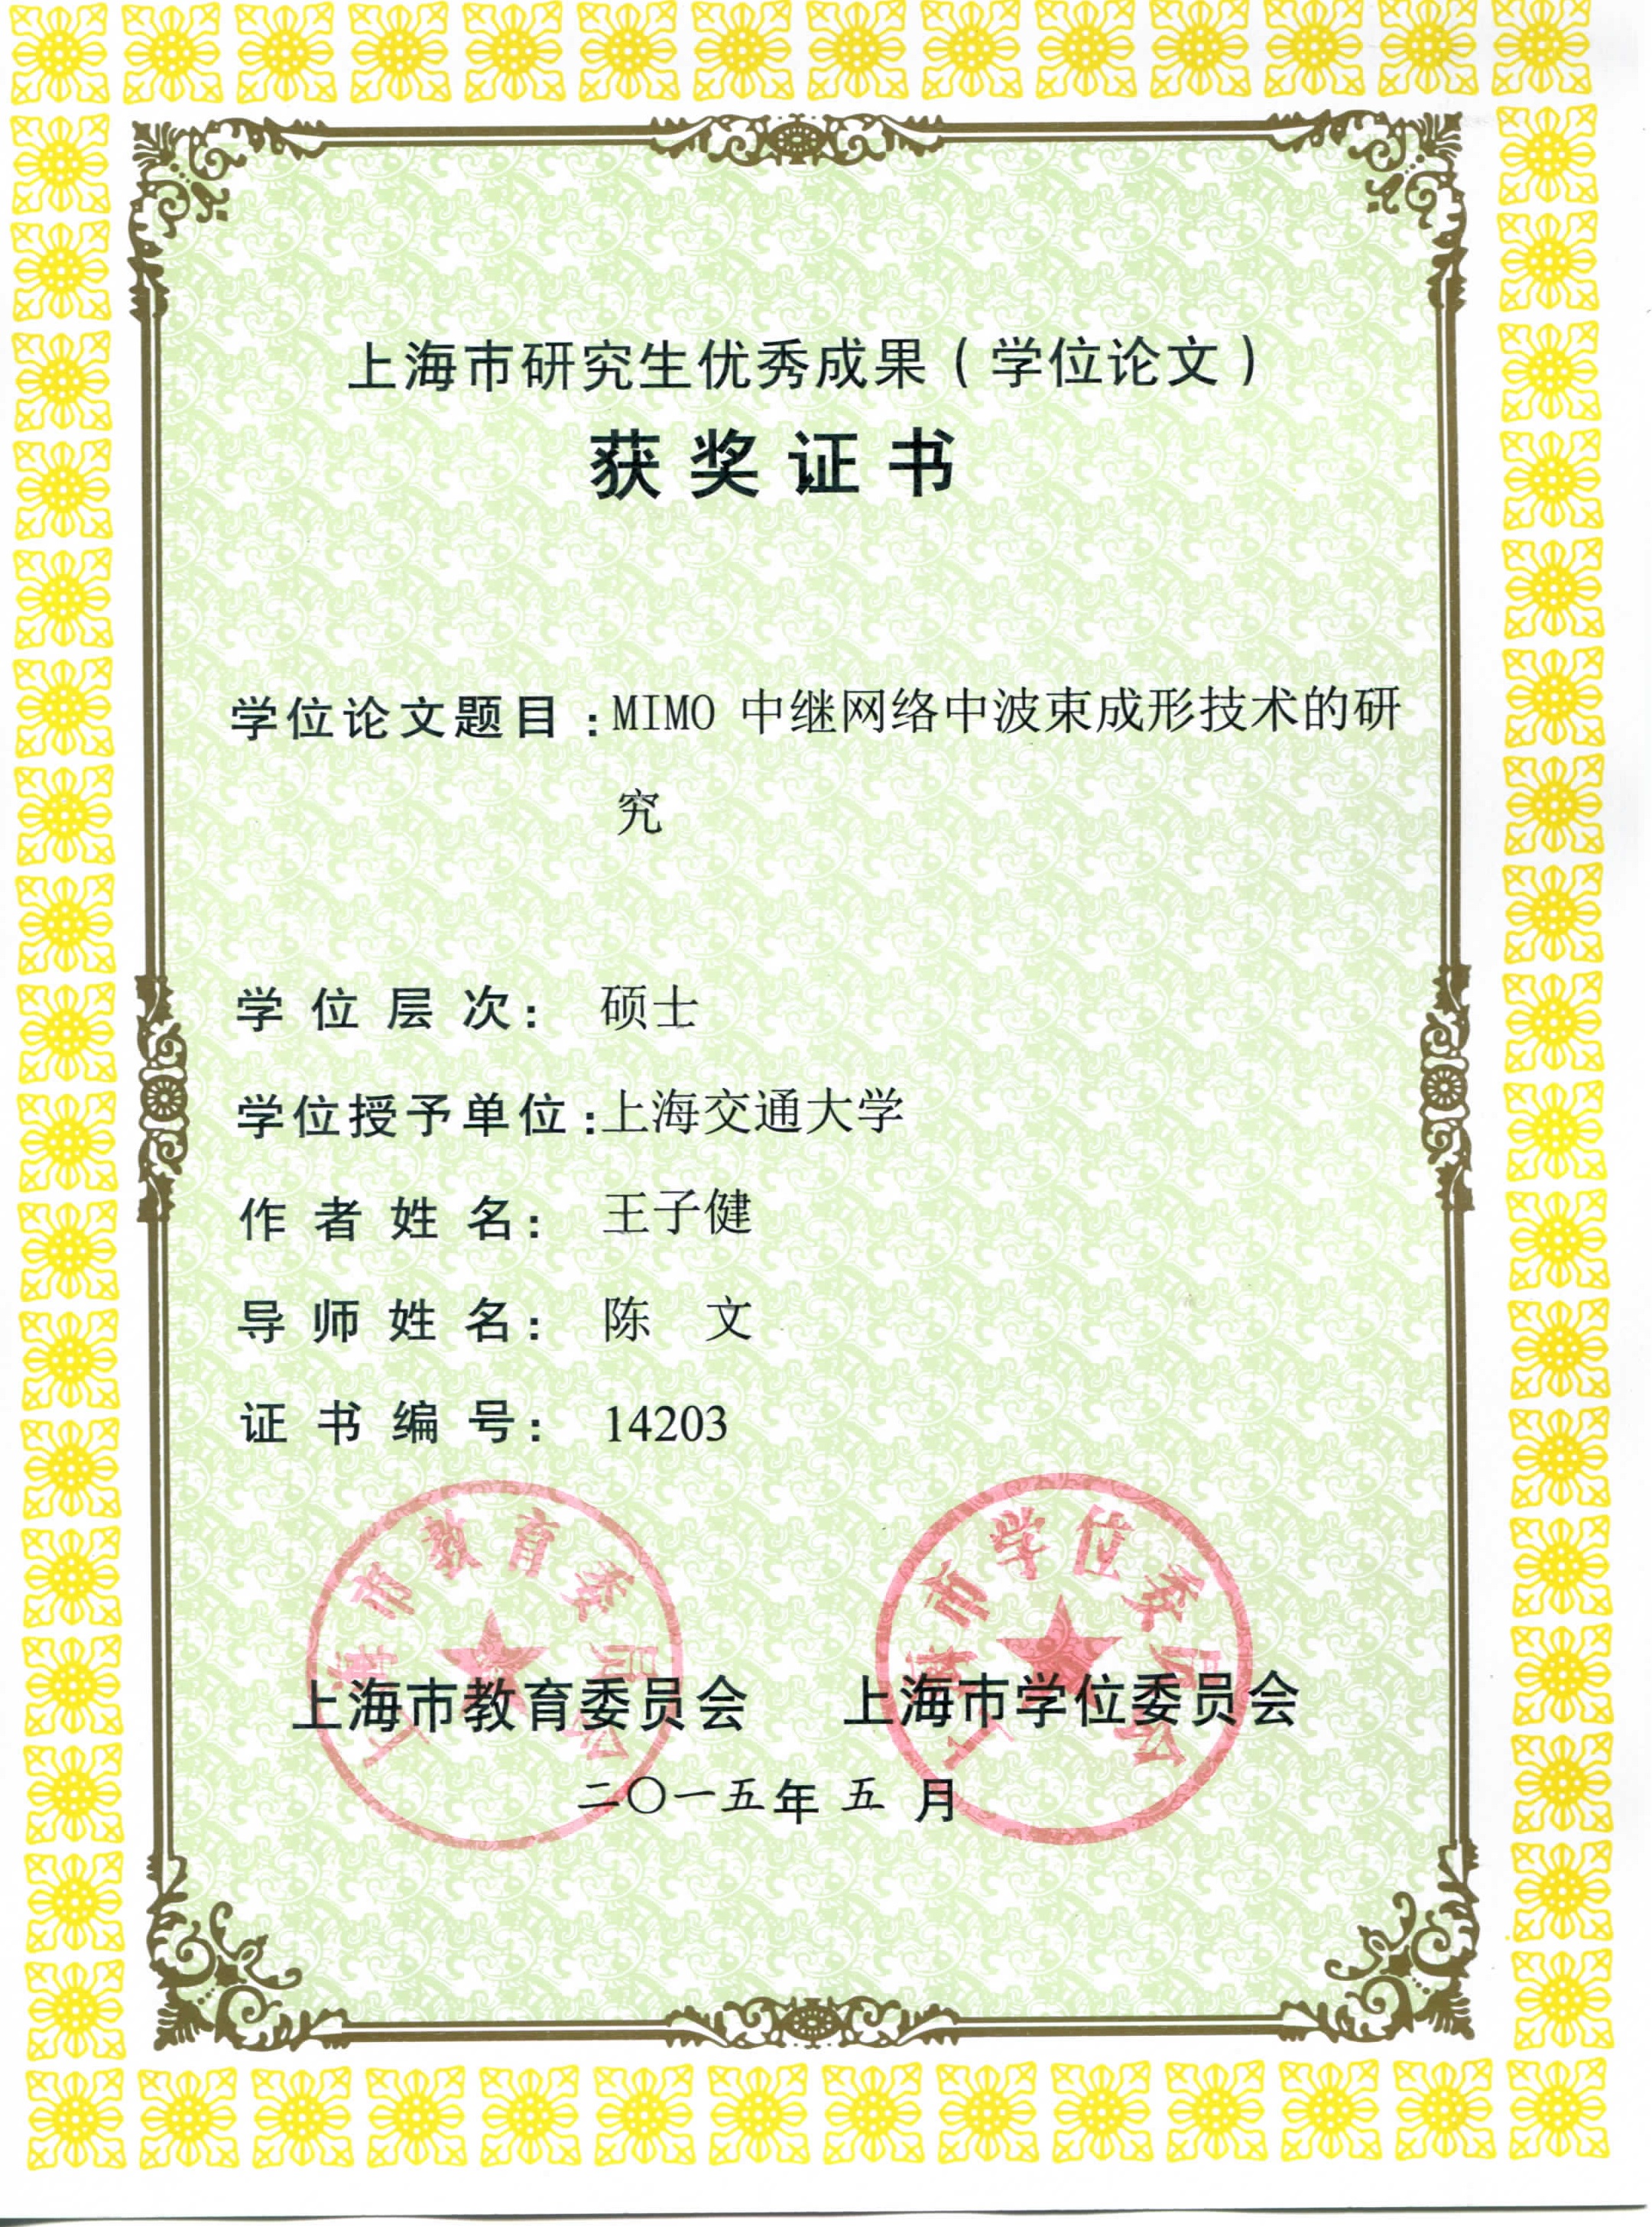 上海市研究生优秀成果（学位论文）
获奖证书
学位论文题目：MIMO 中继网络中波束成形技术的研
究
学位层次： 硕士
学位授予单位：上海交通大学
作者姓名： 王子健
导师姓名： 陈 文
证书编号： 14203
上海市教育委员会
上海市学位委员会
上海市教育委员会 上海市学位委员会
二〇一五年 五 月